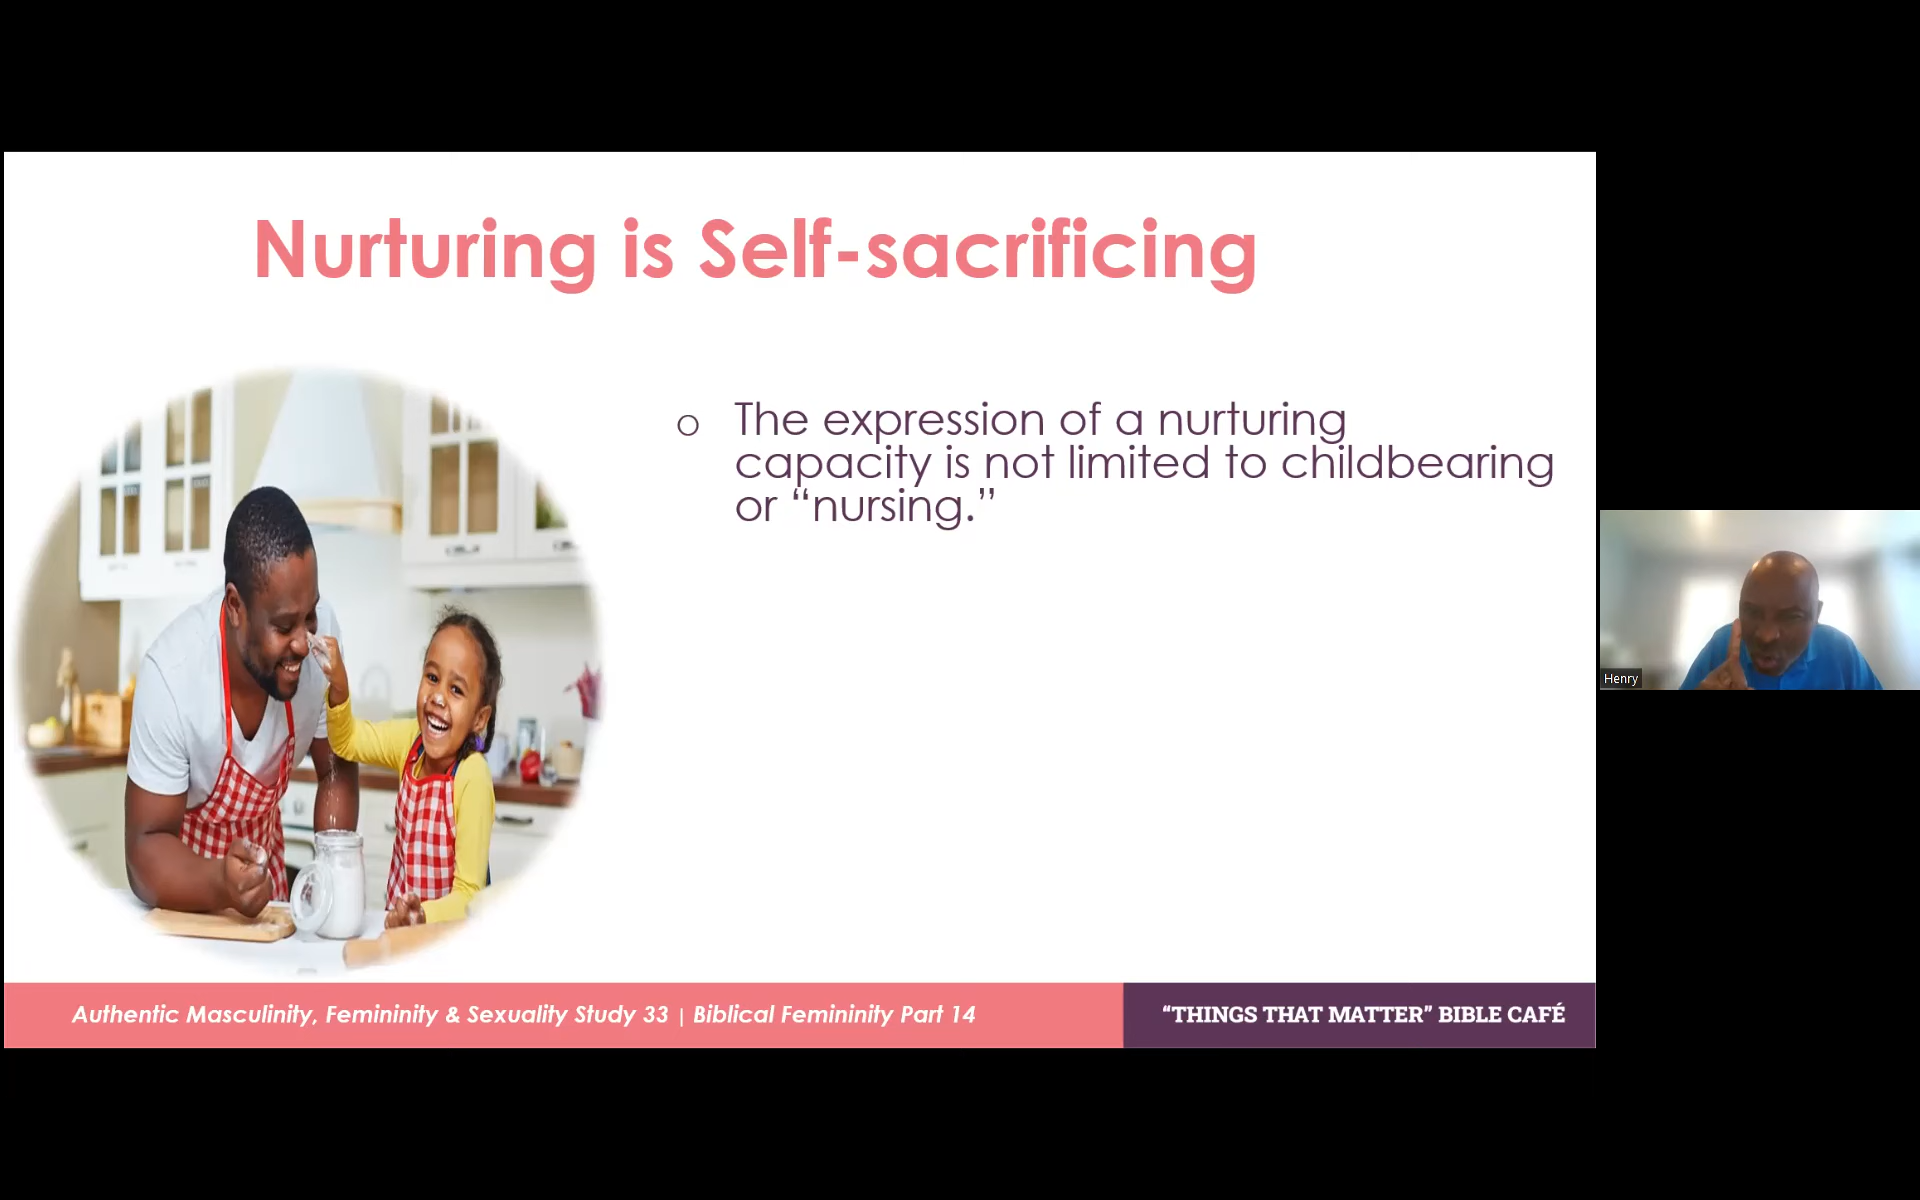 Nurturing is Self-sacrificing
o The expression of a nurturing
capacity is not limited to childbearing
or “nursing.”
Henry
Authentic Masculinity, Femininity & Sexuality Study 33 | Biblical Femininity Part 14
“THINGS THAT MATTER” BIBLE CAFÉ